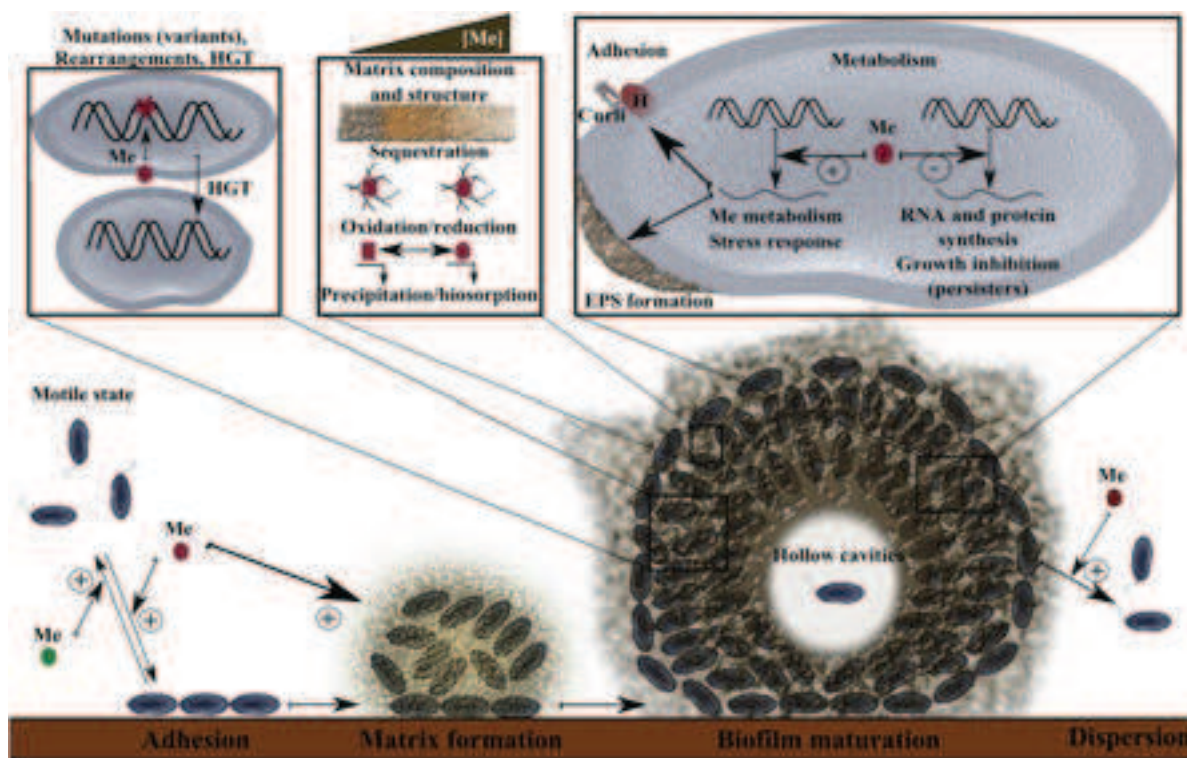 Mutations (variants),
Rearrangements, HGT
Me
HGT
[Me]
Matrix composition
and structure
Sequestration
Oxidation/reduction
Precipitation/biosorption
Adhesion
H
Curli
Metabolism
Me
+
-
Me metabolism
Stress response
RNA and protein
synthesis
Growth inhibition
(persisters)
EPS formation
Motile state
Me
+
+
Me
+
Hollow cavities
Me
+
Adhesion
Matrix formation
Biofilm maturation
Dispersion